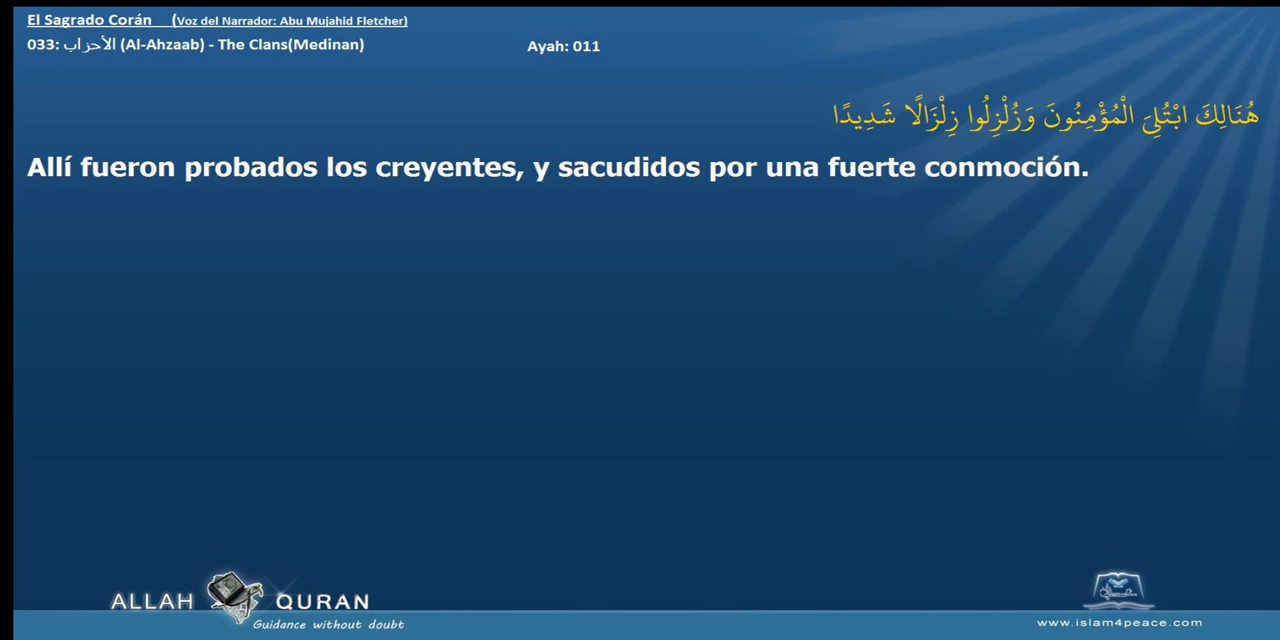 El Sagrado Corán (Voz del Narrador: Abu Mujahid Fletcher)
033: الأحزاب (Al-Ahzaab) - The Clans(Medinan) Ayah: 011
هُنَالِكَ ابْتُلِيَ الْمُؤْمِنُونَ وَزُلْزِلُوا زِلْزَالًا شَدِيدًا
Allí fueron probados los creyentes, y sacudidos por una fuerte conmoción.
ALLAH QURAN
Guidance without doubt
www.islam4peace.com